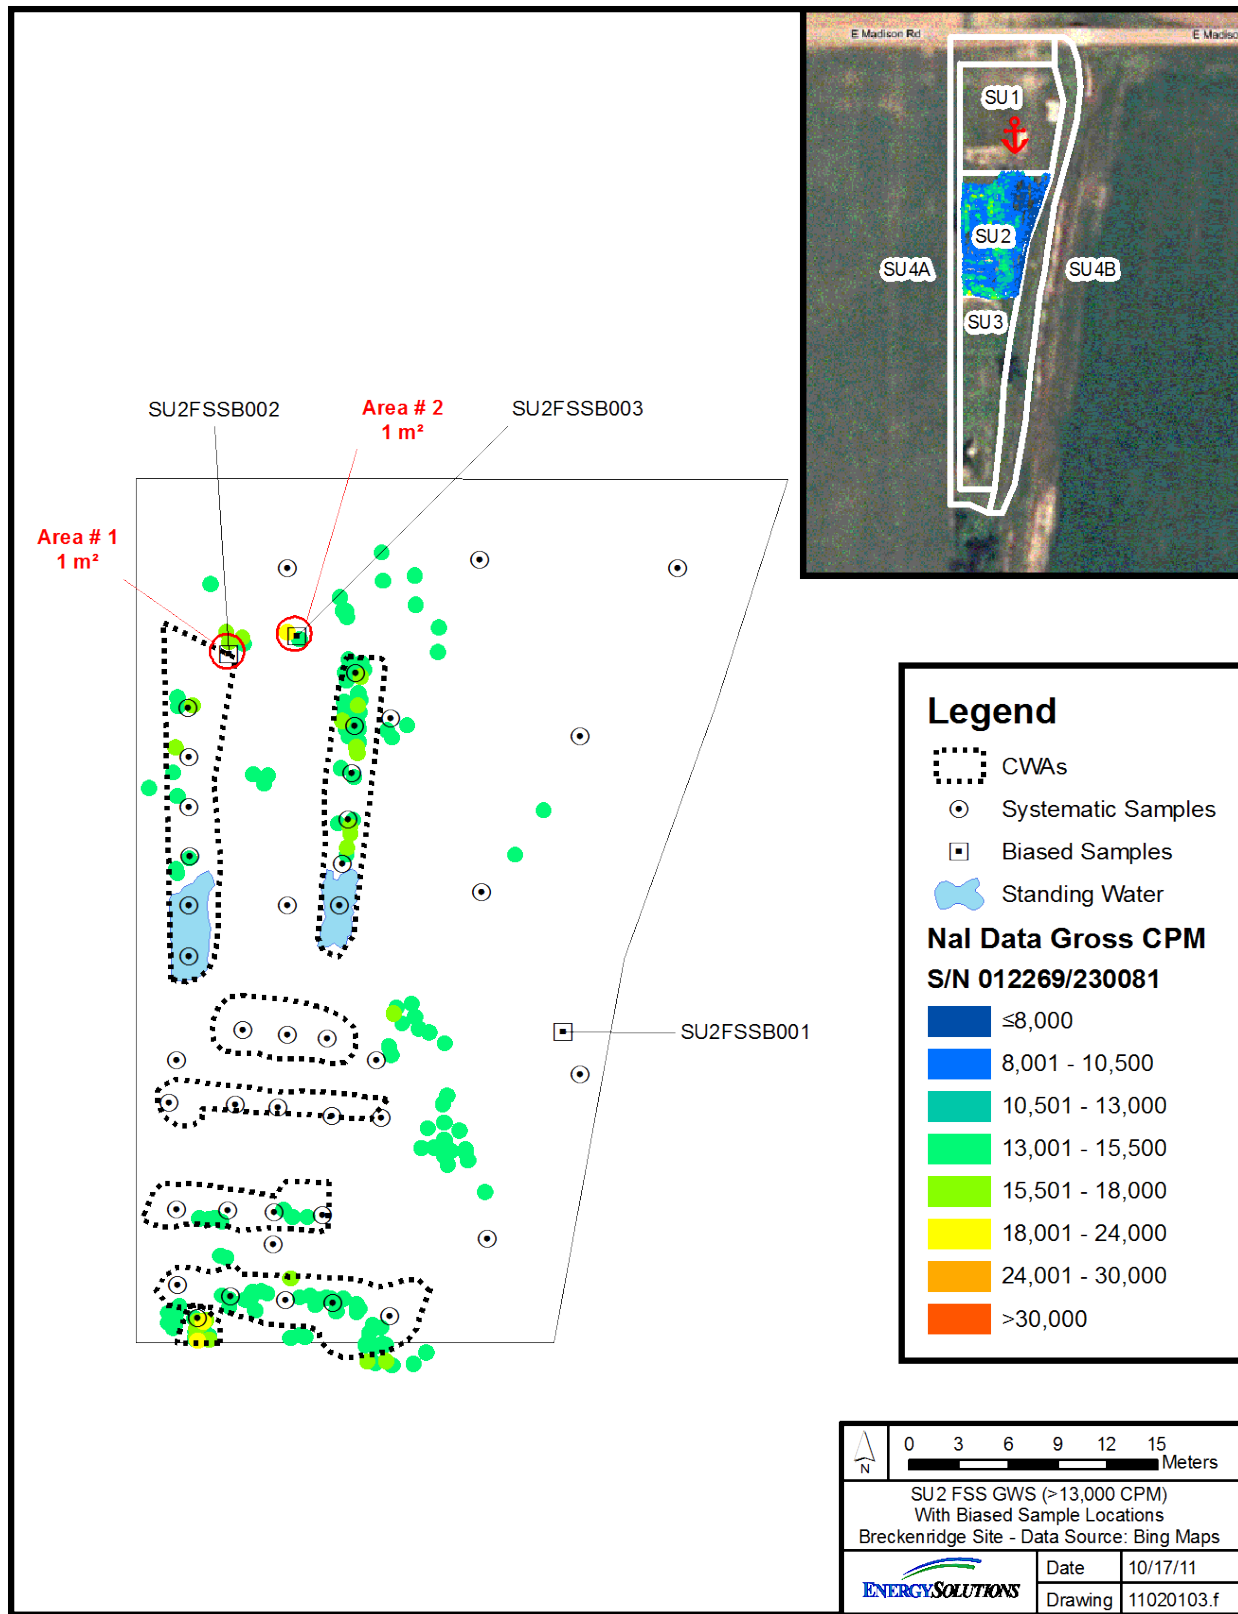 E Madison Rd
E Madiso
SU1
SU2
SU4A
SU4B
SU3
SU2FSSB002
Area # 2
1 m²
SU2FSSB003
Area # 1
1 m²
SU2FSSB001
Legend
CWAs
Systematic Samples
Biased Samples
Standing Water
NaI Data Gross CPM
S/N 012269/230081
≤8,000
8,001 - 10,500
10,501 - 13,000
13,001 - 15,500
15,501 - 18,000
18,001 - 24,000
24,001 - 30,000
>30,000
N
0 3 6 9 12 15
Meters
SU2 FSS GWS (>13,000 CPM)
With Biased Sample Locations
Breckenridge Site - Data Source: Bing Maps
ENERGYSOLUTIONS
Date 10/17/11
Drawing 11020103.f